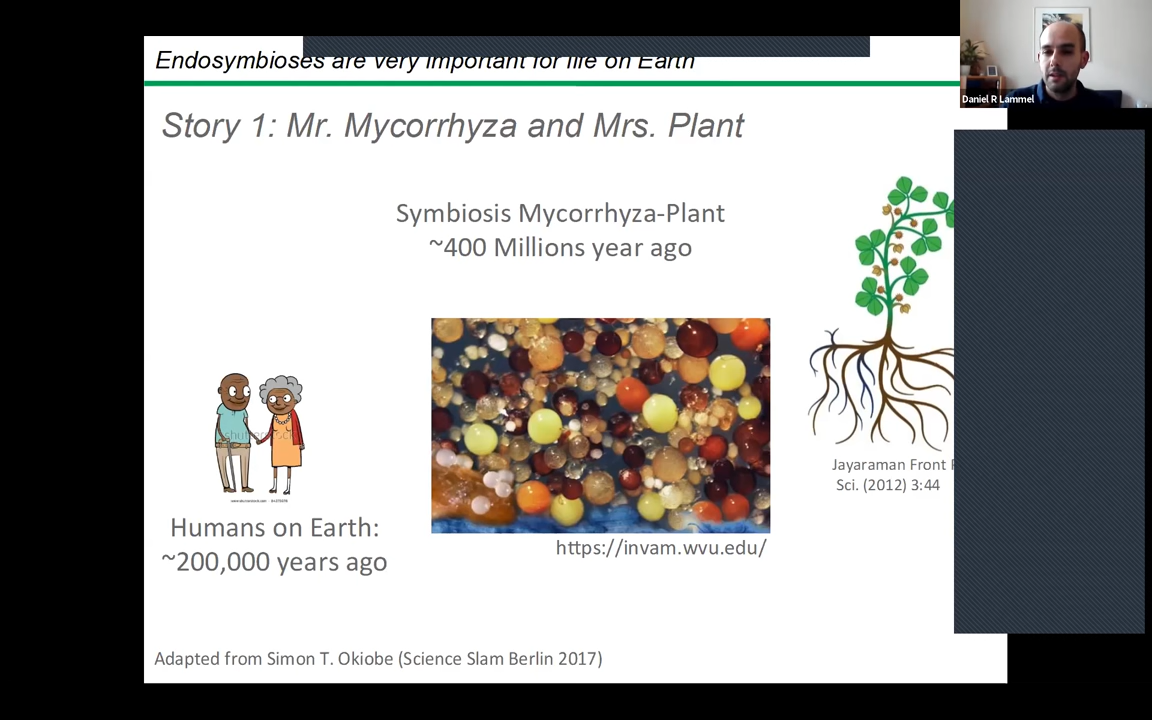 Endosymbioses are very important for life on Earth
Daniel R Lammel
Story 1: Mr. Mycorrhyza and Mrs. Plant
Symbiosis Mycorrhyza-Plant
~400 Millions year ago
shutterstock
Jayaraman Front
Sci. (2012) 3:44
Humans on Earth:
~200,000 years ago
https://invam.wvu.edu/
Adapted from Simon T. Okiobe (Science Slam Berlin 2017)